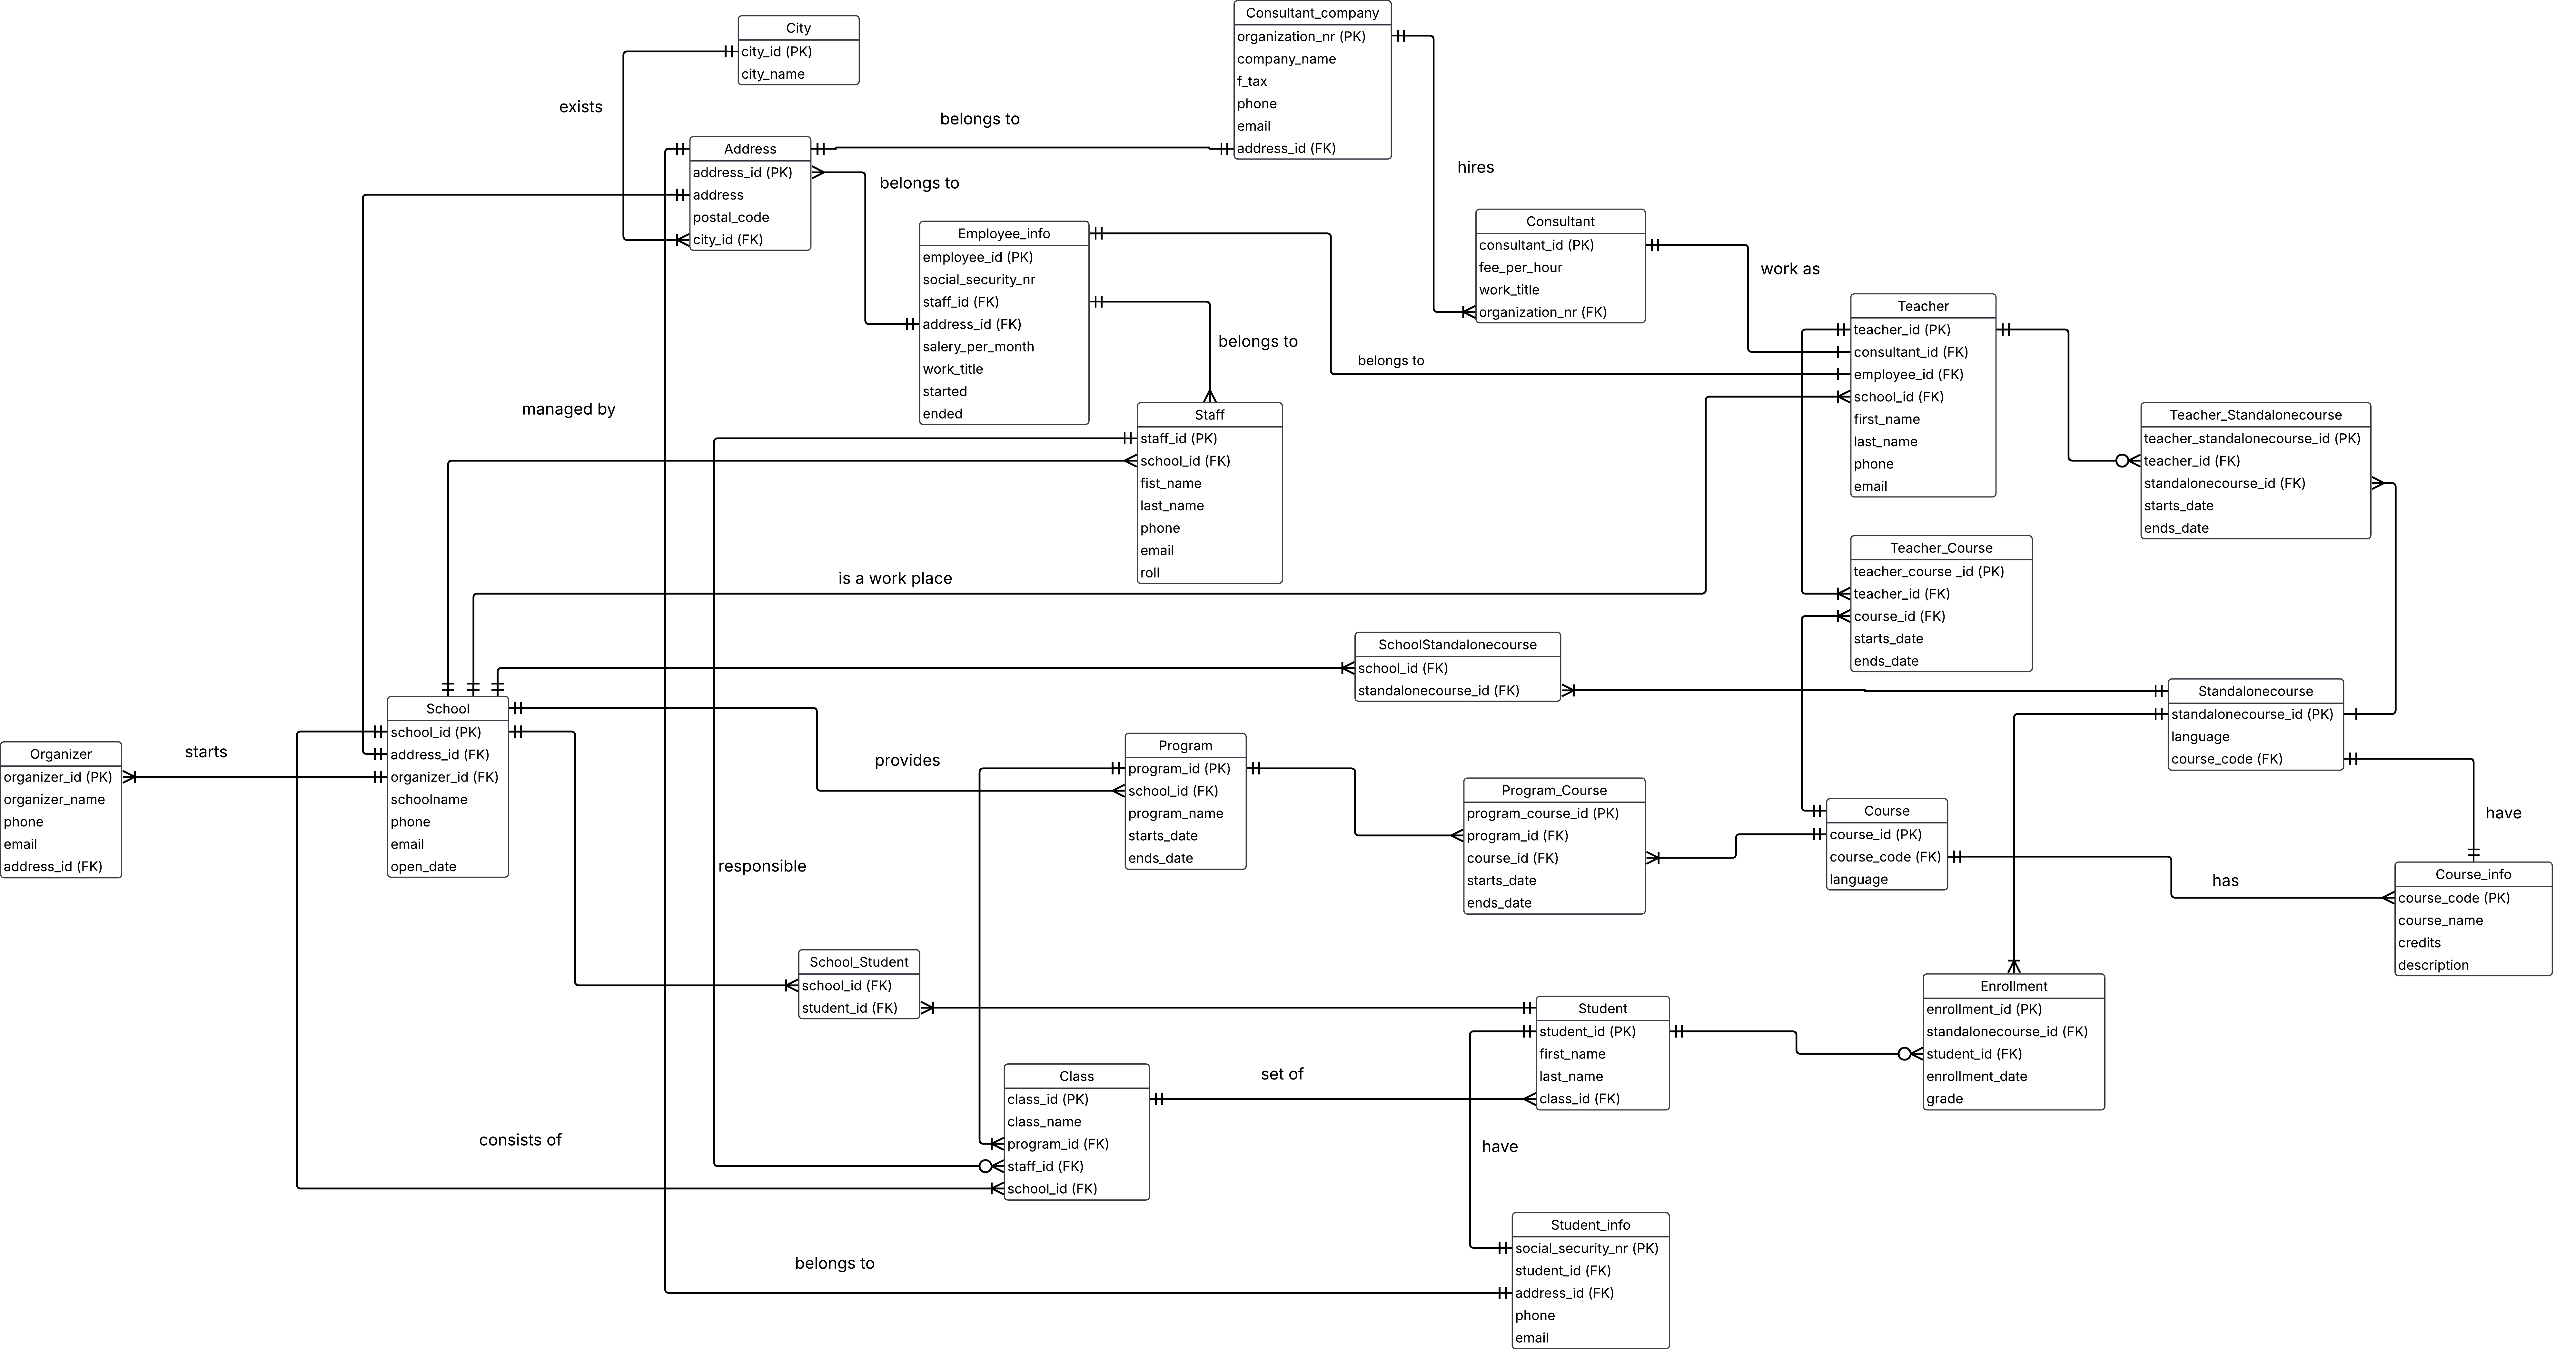 City
city_id (PK)
city_name
Consultant_company
organization_nr (PK)
company_name
f_tax
phone
email
address_id (FK)
exists
belongs to
Address
address_id (PK)
address
postal_code
city_id (FK)
belongs to
hires
Employee_info
employee_id (PK)
social_security_nr
staff_id (FK)
address_id (FK)
salery_per_month
work_title
started
ended
Consultant
consultant_id (PK)
fee_per_hour
work_title
organization_nr (FK)
work as
belongs to
belongs to
Teacher
teacher_id (PK)
consultant_id (FK)
employee_id (FK)
school_id (FK)
first_name
last_name
phone
email
managed by
Staff
staff_id (PK)
school_id (FK)
fist_name
last_name
phone
email
roll
Teacher_Standalonecourse
teacher_standalonecourse_id (PK)
teacher_id (FK)
standalonecourse_id (FK)
starts_date
ends_date
is a work place
Teacher_Course
teacher_course _id (PK)
teacher_id (FK)
course_id (FK)
starts_date
ends_date
SchoolStandalonecourse
school_id (FK)
standalonecourse_id (FK)
Standalonecourse
standalonecourse_id (PK)
language
course_code (FK)
School
school_id (PK)
address_id (FK)
organizer_id (FK)
schoolname
phone
email
open_date
Organizer
organizer_id (PK)
organizer_name
phone
email
address_id (FK)
starts
provides
Program
program_id (PK)
school_id (FK)
program_name
starts_date
ends_date
Program_Course
program_course_id (PK)
program_id (FK)
course_id (FK)
starts_date
ends_date
Course
course_id (PK)
course_code (FK)
language
have
has
Course_info
course_code (PK)
course_name
credits
description
responsible
School_Student
school_id (FK)
student_id (FK)
Student
student_id (PK)
first_name
last_name
class_id (FK)
Enrollment
enrollment_id (PK)
standalonecourse_id (FK)
student_id (FK)
enrollment_date
grade
Class
class_id (PK)
class_name
program_id (FK)
staff_id (FK)
school_id (FK)
set of
have
consists of
Student_info
social_security_nr (PK)
student_id (FK)
address_id (FK)
phone
email
belongs to